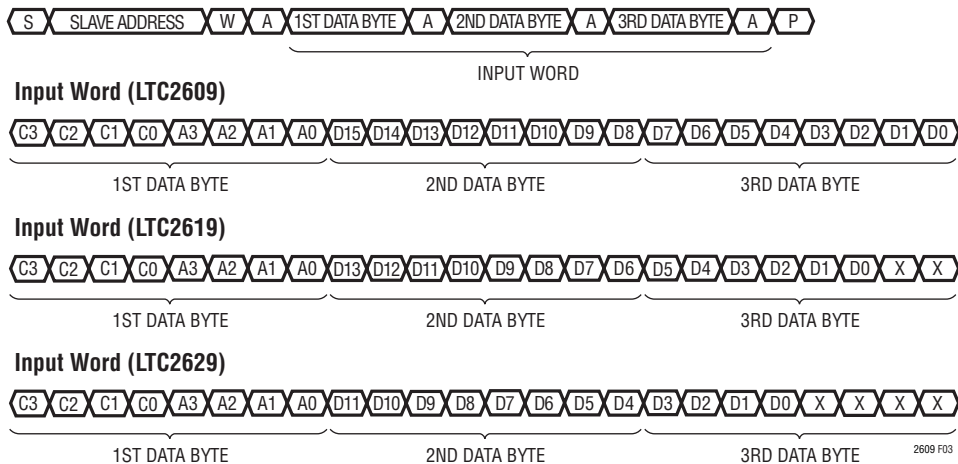 S SLAVE ADDRESS W A 1ST DATA BYTE A 2ND DATA BYTE A 3RD DATA BYTE A P
INPUT WORD
Input Word (LTC2609)
C3 C2 C1 C0 A3 A2 A1 A0 D15 D14 D13 D12 D11 D10 D9 D8 D7 D6 D5 D4 D3 D2 D1 D0
1ST DATA BYTE 2ND DATA BYTE 3RD DATA BYTE
Input Word (LTC2619)
C3 C2 C1 C0 A3 A2 A1 A0 D13 D12 D11 D10 D9 D8 D7 D6 D5 D4 D3 D2 D1 D0 X X
1ST DATA BYTE 2ND DATA BYTE 3RD DATA BYTE
Input Word (LTC2629)
C3 C2 C1 C0 A3 A2 A1 A0 D11 D10 D9 D8 D7 D6 D5 D4 D3 D2 D1 D0 X X X X
1ST DATA BYTE 2ND DATA BYTE 3RD DATA BYTE 2609 F03